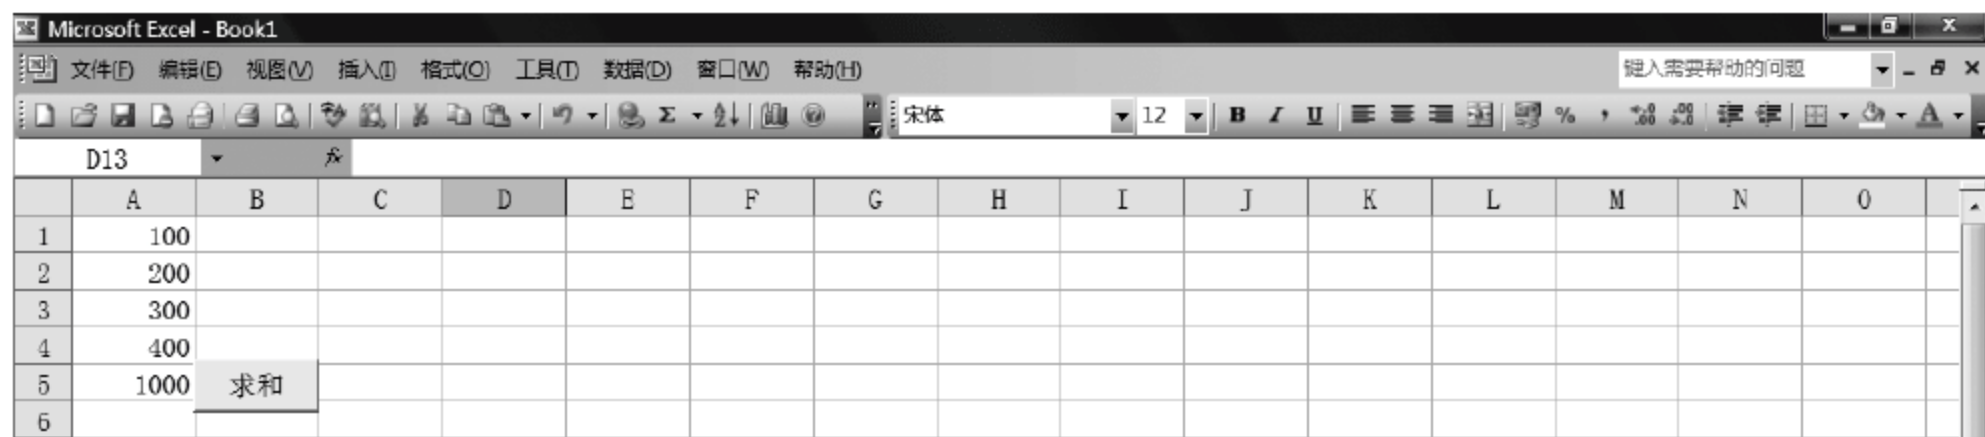 Microsoft Excel - Book1
文件(F) 编辑(E) 视图(V) 插入(I) 格式(O) 工具(T) 数据(D) 窗口(W) 帮助(H) 键入需要帮助的问题
宋体 12 B I U % , A
D13 fx
A B C D E F G H I J K L M N O
1 100
2 200
3 300
4 400
5 1000 求和
6